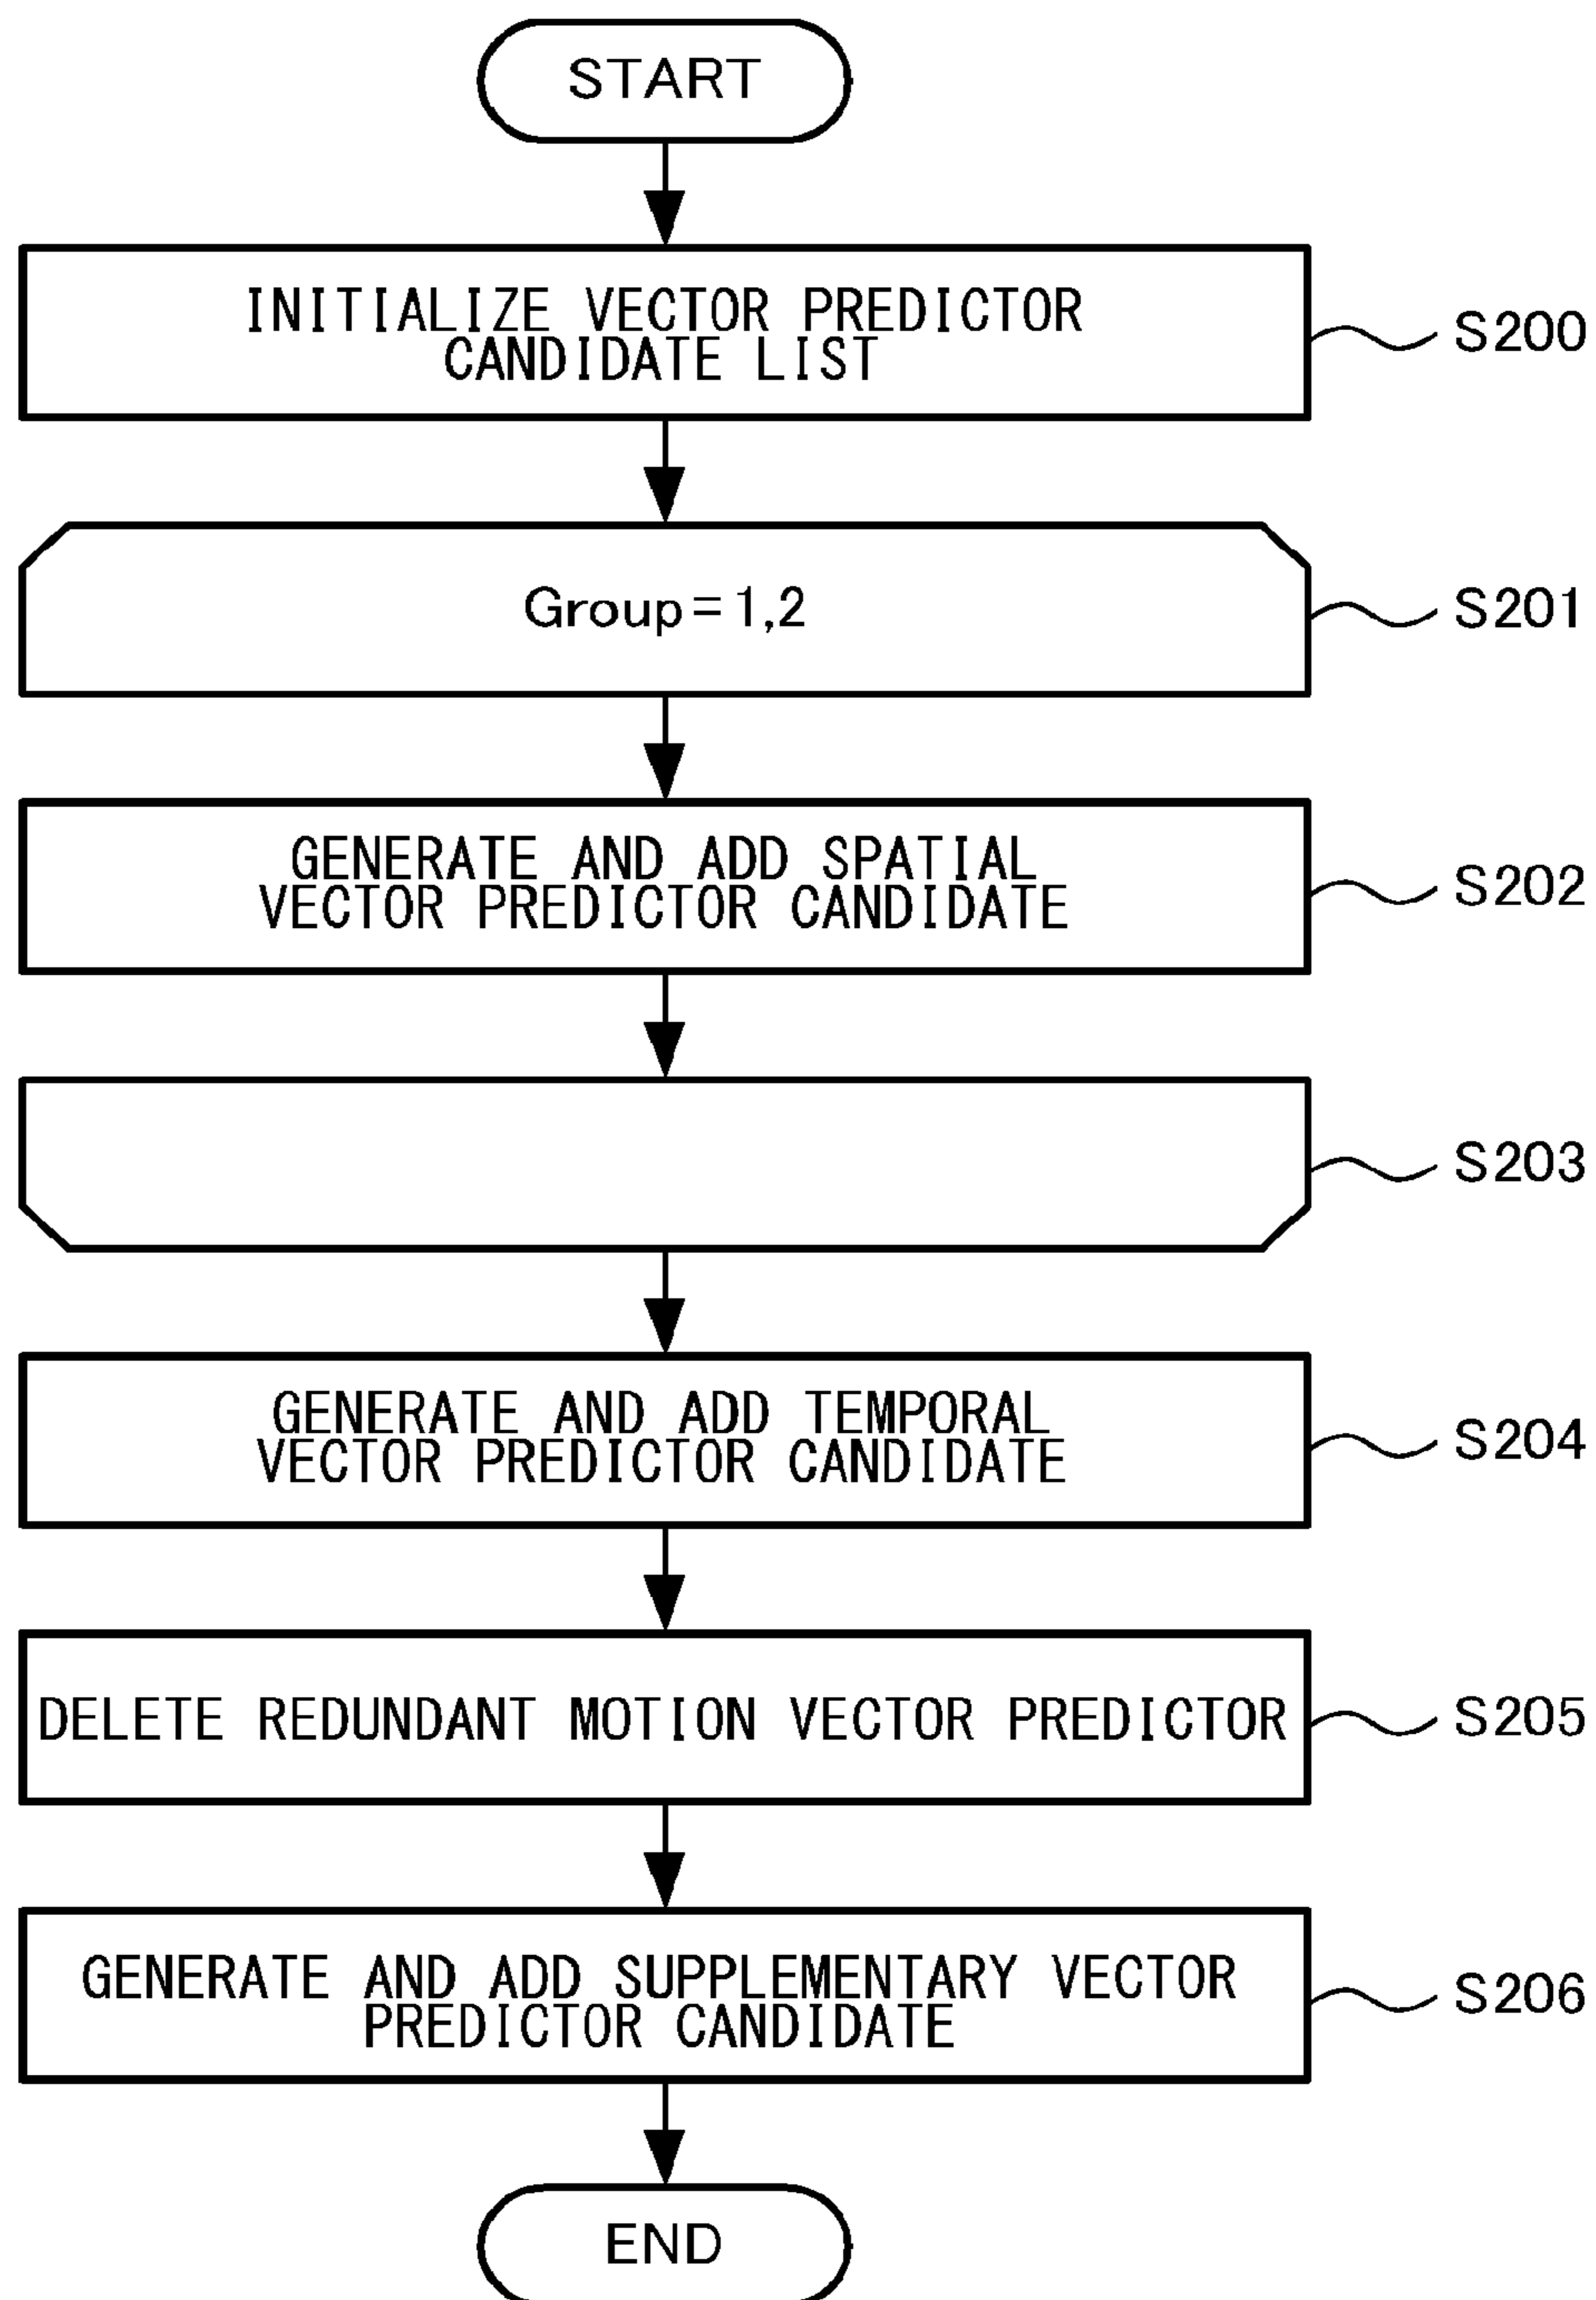 START
INITIALIZE VECTOR PREDICTOR
CANDIDATE LIST
S200
Group=1,2
S201
GENERATE AND ADD SPATIAL
VECTOR PREDICTOR CANDIDATE
S202
S203
GENERATE AND ADD TEMPORAL
VECTOR PREDICTOR CANDIDATE
S204
DELETE REDUNDANT MOTION VECTOR PREDICTOR
S205
GENERATE AND ADD SUPPLEMENTARY VECTOR
PREDICTOR CANDIDATE
S206
END